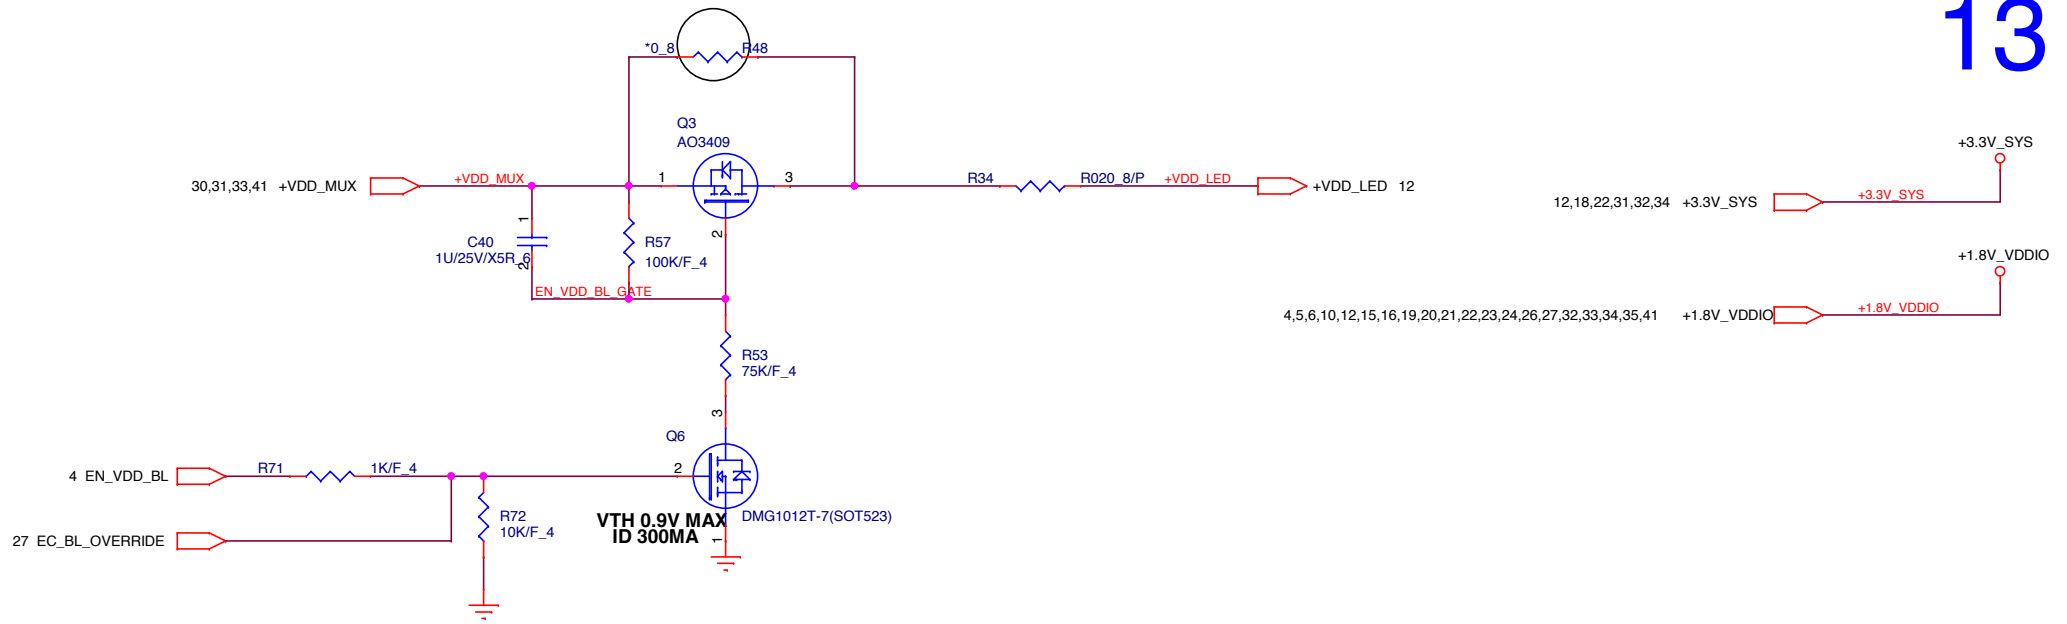 13
*0_8 R48
Q3
AO3409
30,31,33,41 +VDD_MUX
+VDD_MUX
1
3
2
R34
R020_8/P
+VDD_LED
+VDD_LED 12
1
C40
1U/25V/X5R_6
2
R57
100K/F_4
EN_VDD_BL_GATE
R53
75K/F_4
3
Q6
4 EN_VDD_BL
R71
1K/F_4
2
R72
10K/F_4
VTH 0.9V MAX
ID 300MA
DMG1012T-7(SOT523)
1
27 EC_BL_OVERRIDE
+3.3V_SYS
12,18,22,31,32,34 +3.3V_SYS
+3.3V_SYS
+1.8V_VDDIO
4,5,6,10,12,15,16,19,20,21,22,23,24,26,27,32,33,34,35,41 +1.8V_VDDIO
+1.8V_VDDIO